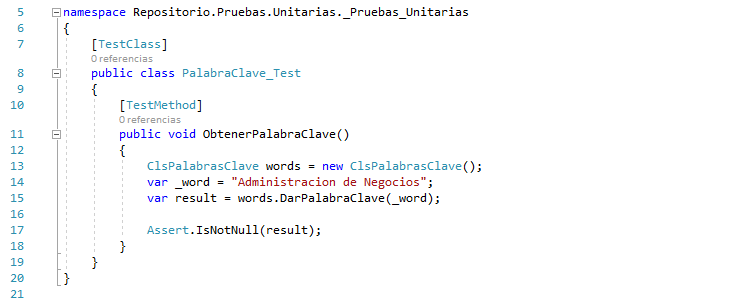 5 namespace Repositorio.Pruebas.Unitarias._Pruebas_Unitarias
6 {
7 [TestClass]
0 referencias
8 public class PalabraClave_Test
9 {
10 [TestMethod]
0 referencias
11 public void ObtenerPalabraClave()
12 {
13 ClsPalabrasClave words = new ClsPalabrasClave();
14 var _word = "Administracion de Negocios";
15 var result = words.DarPalabraClave(_word);
16
17 Assert.IsNotNull(result);
18 }
19 }
20 }
21